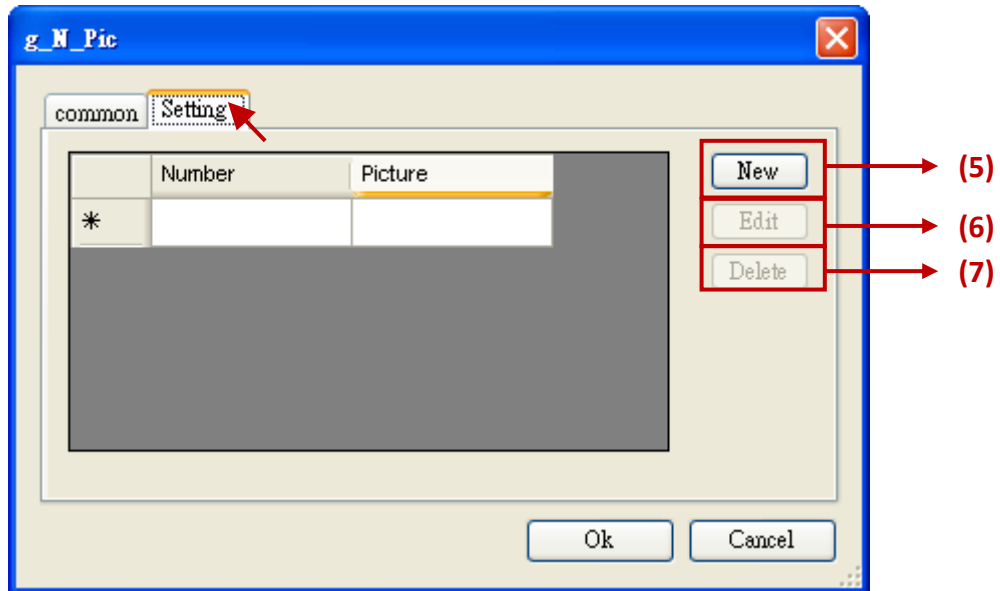 g_N_Pic
common Setting
Number Picture New (5)
* Edit (6)
Delete (7)
Ok Cancel